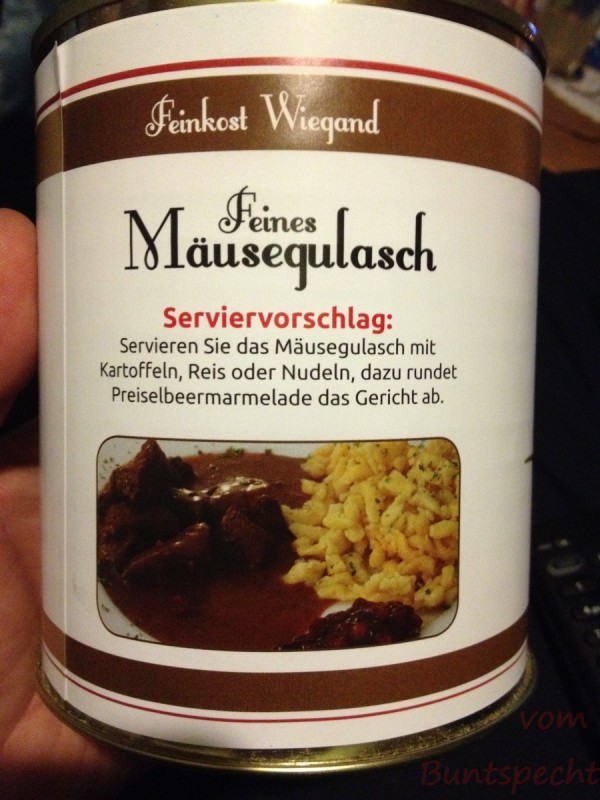 Feinkost Wiegand
Feines
Mäusegulasch
Serviervorschlag:
Servieren Sie das Mäusegulasch mit
Kartoffeln, Reis oder Nudeln, dazu rundet
Preiselbeermarmelade das Gericht ab.
vom
Buntspecht